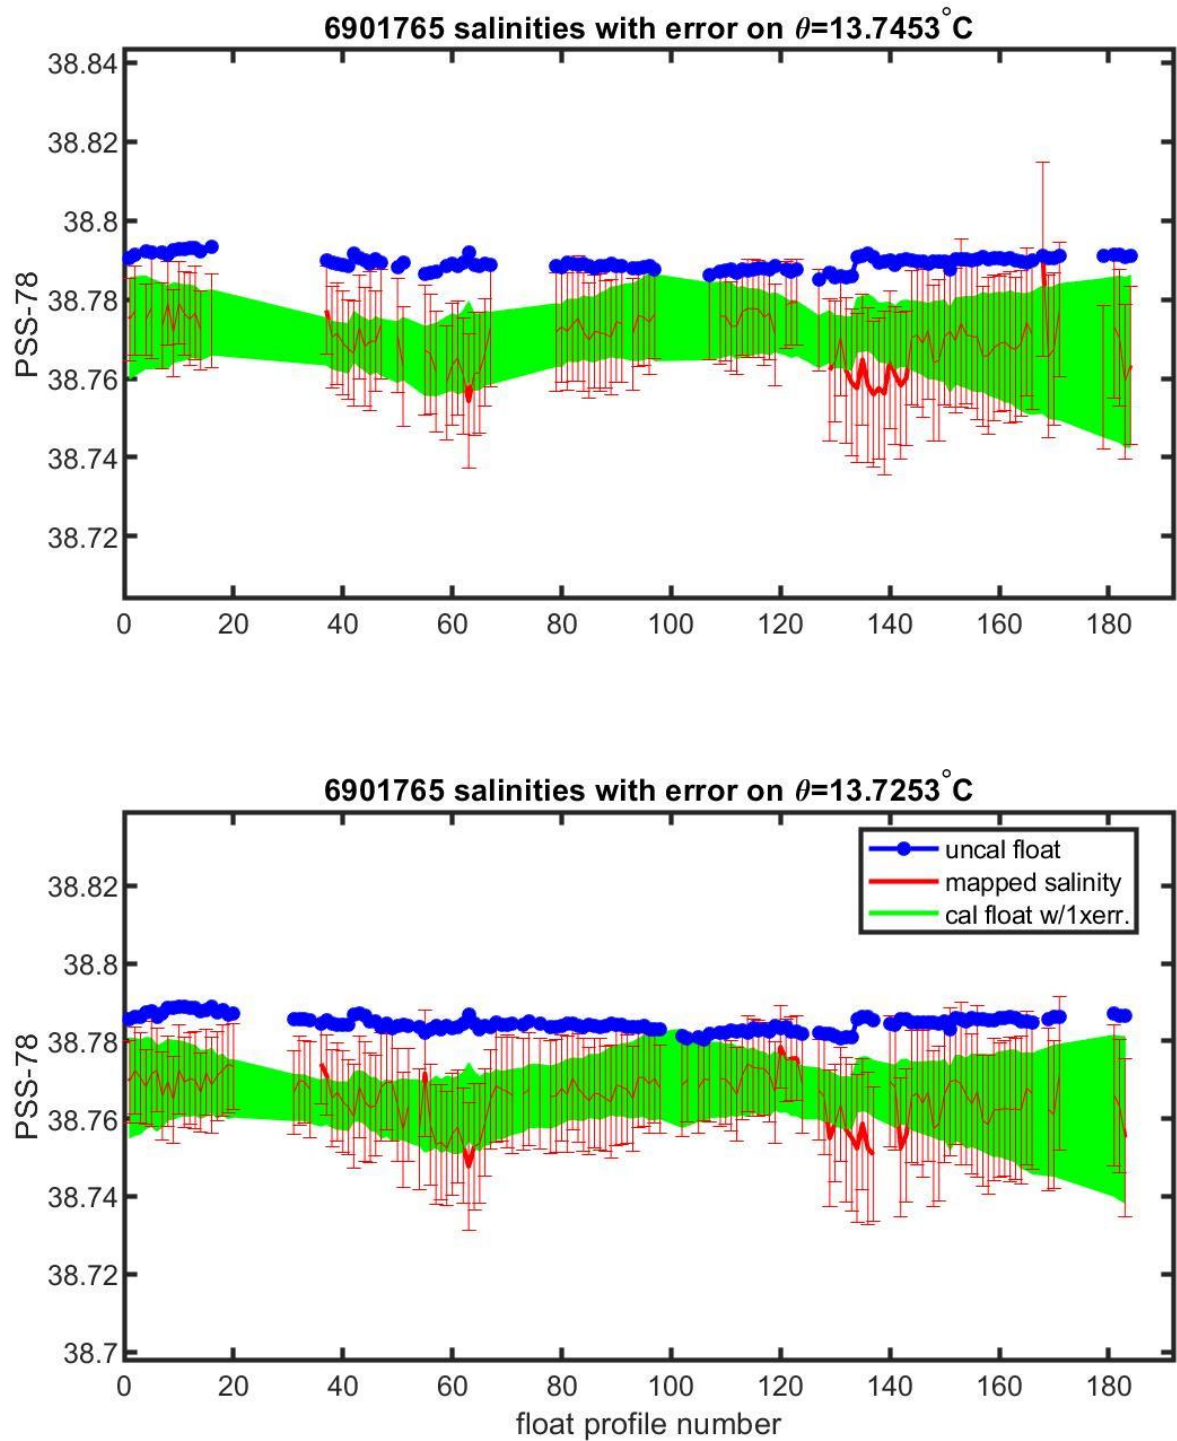 6901765 salinities with error on θ=13.7453°C
38.84
38.82
38.8
38.78
38.76
38.74
38.72
PSS-78
0 20 40 60 80 100 120 140 160 180
6901765 salinities with error on θ=13.7253°C
uncal float
mapped salinity
cal float w/1xerr.
38.82
38.8
38.78
38.76
38.74
38.72
38.7
PSS-78
0 20 40 60 80 100 120 140 160 180
float profile number